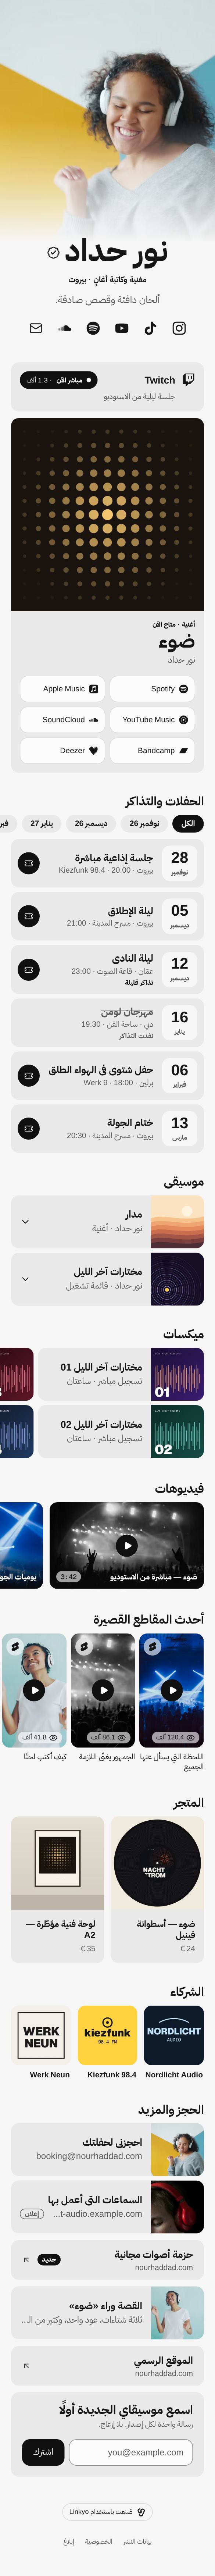 نور حداد
مغنية وكاتبة أغانٍ · بيروت
ألحان دافئة وقصص صادقة.
Twitch
مباشر الآن · 1.3 ألف
جلسة ليلية من الاستوديو
أغنية · متاح الآن
ضوء
نور حداد
Spotify
Apple Music
YouTube Music
SoundCloud
Bandcamp
Deezer
الحفلات والتذاكر
الكل
نوفمبر 26
ديسمبر 26
يناير 27
28
نوفمبر
جلسة إذاعية مباشرة
بيروت · Kiezfunk 98.4 · 20:00
05
ديسمبر
ليلة الإطلاق
بيروت · مسرح المدينة · 21:00
12
ديسمبر
ليلة النادي
عمّان · قاعة الصوت · 23:00
تذاكر قليلة
16
يناير
مهرجان لومن
دبي · ساحة الفن · 19:30
نفدت التذاكر
06
فبراير
حفل شتوي في الهواء الطلق
برلين · Werk 9 · 18:00
13
مارس
ختام الجولة
بيروت · مسرح المدينة · 20:30
موسيقى
مدار
نور حداد · أغنية
مختارات آخر الليل
نور حداد · قائمة تشغيل
ميكسات
01
مختارات آخر الليل 01
تسجيل مباشر · ساعتان
02
مختارات آخر الليل 02
تسجيل مباشر · ساعتان
فيديوهات
ضوء — مباشرة من الاستوديو
3:42
أحدث المقاطع القصيرة
120.4 ألف
86.1 ألف
41.8 ألف
اللحظة التي يسأل عنها الجميع
الجمهور يغنّي اللازمة
كيف أكتب لحنًا
المتجر
NACHT
STROM
ضوء — أسطوانة فينيل
24 €
لوحة فنية مؤطّرة — A2
35 €
الشركاء
NORDLICHT
AUDIO
kiezfunk
98.4 FM
WERK
NEUN
Nordlicht Audio
Kiezfunk 98.4
Werk Neun
الحجز والمزيد
احجزني لحفلتك
booking@nourhaddad.com
السماعات التي أعمل بها
t-audio.example.com…
إعلان
حزمة أصوات مجانية
nourhaddad.com
جديد
القصة وراء «ضوء»
ثلاثة شتاءات، عود واحد، وكثير من الـ…
الموقع الرسمي
nourhaddad.com
اسمع موسيقاي الجديدة أولًا
رسالة واحدة لكل إصدار. بلا إزعاج.
you@example.com
اشترك
صُنعت باستخدام Linkyo
بيانات النشر
الخصوصية
إبلاغ